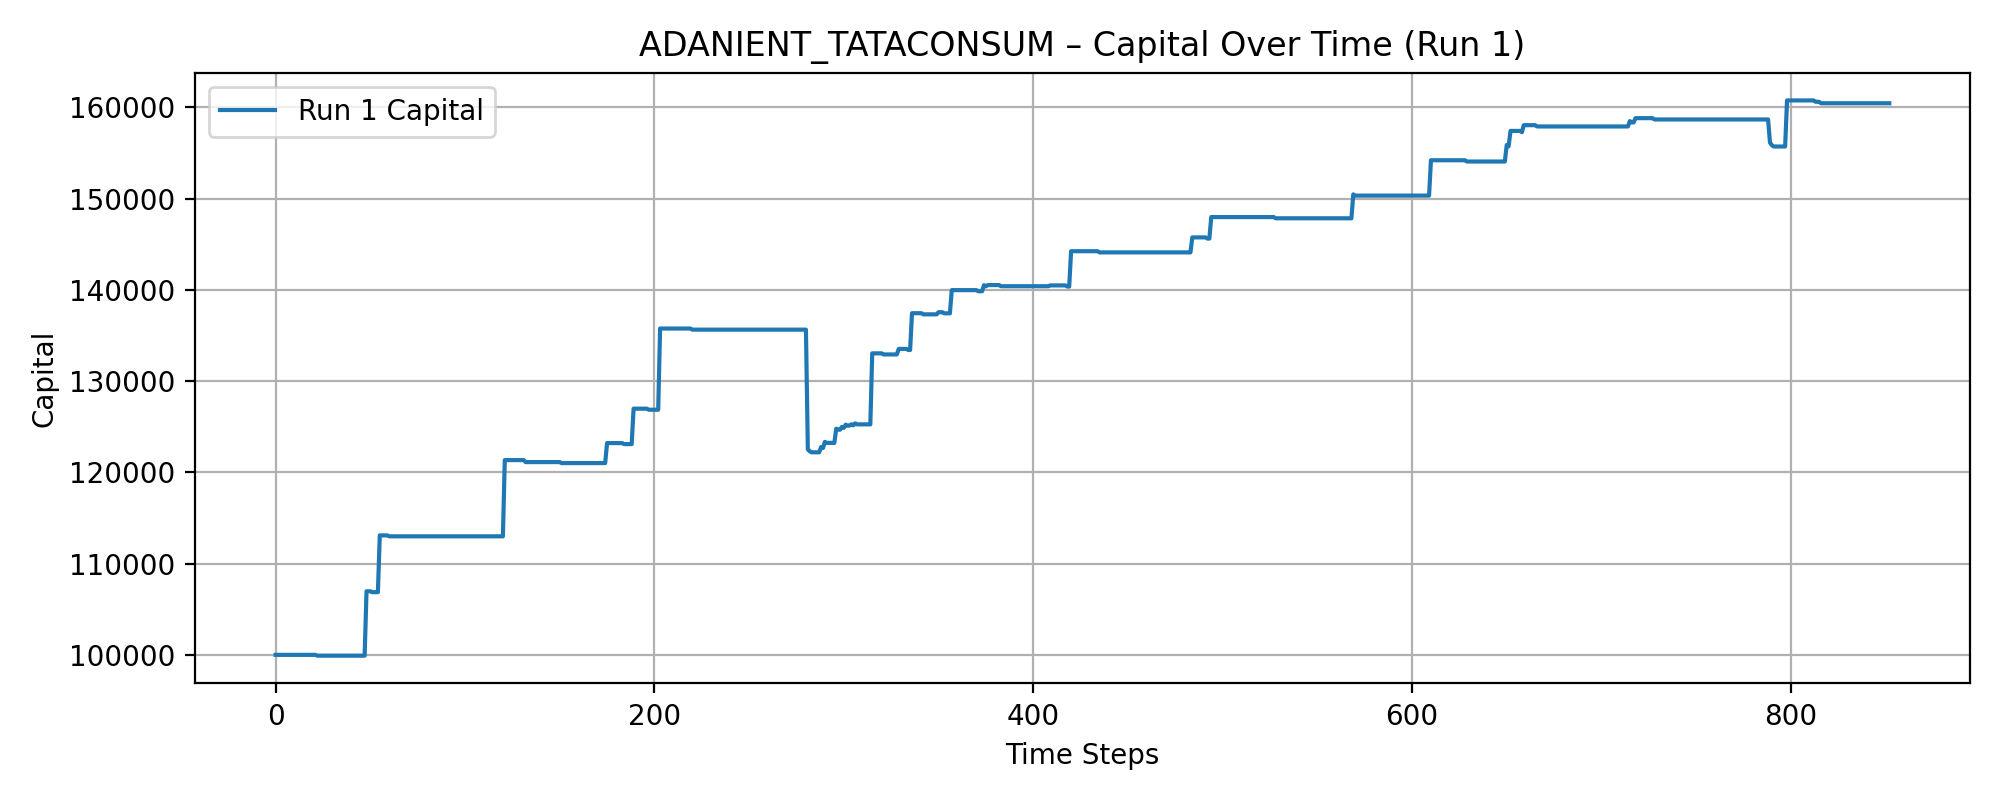 ADANIENT_TATACONSUM – Capital Over Time (Run 1)
Run 1 Capital
Capital
160000
150000
140000
130000
120000
110000
100000
0 200 400 600 800
Time Steps